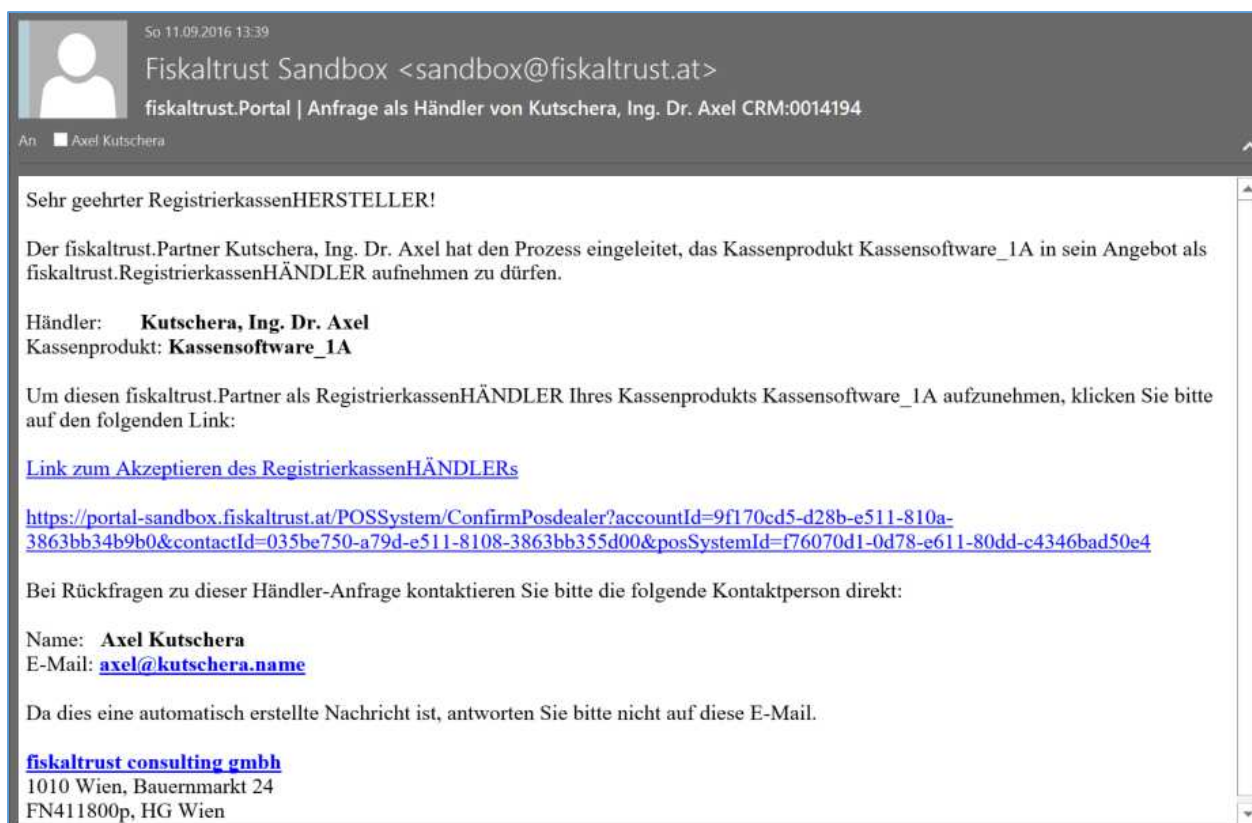 So 11.09.2016 13:39
Fiskaltrust Sandbox <sandbox@fiskaltrust.at>
fiskaltrust.Portal | Anfrage als Händler von Kutschera, Ing. Dr. Axel CRM:0014194
An Axel Kutschera
Sehr geehrter RegistrierkassenHERSTELLER!
Der fiskaltrust.Partner Kutschera, Ing. Dr. Axel hat den Prozess eingeleitet, das Kassenprodukt Kassensoftware_1A in sein Angebot als
fiskaltrust.RegistrierkassenHÄNDLER aufnehmen zu dürfen.
Händler: Kutschera, Ing. Dr. Axel
Kassenprodukt: Kassensoftware_1A
Um diesen fiskaltrust.Partner als RegistrierkassenHÄNDLER Ihres Kassenprodukts Kassensoftware_1A aufzunehmen, klicken Sie bitte
auf den folgenden Link:
Link zum Akzeptieren des RegistrierkassenHÄNDLERs
https://portal-sandbox.fiskaltrust.at/POSSystem/ConfirmPosdealer?accountId=9f170cd5-d28b-e511-810a-
3863bb34b9b0&contactId=035be750-a79d-e511-8108-3863bb355d00&posSystemId=f76070d1-0d78-e611-80dd-c4346bad50e4
Bei Rückfragen zu dieser Händler-Anfrage kontaktieren Sie bitte die folgende Kontaktperson direkt:
Name: Axel Kutschera
E-Mail: axel@kutschera.name
Da dies eine automatisch erstellte Nachricht ist, antworten Sie bitte nicht auf diese E-Mail.
fiskaltrust consulting gmbh
1010 Wien, Bauernmarkt 24
FN411800p, HG Wien